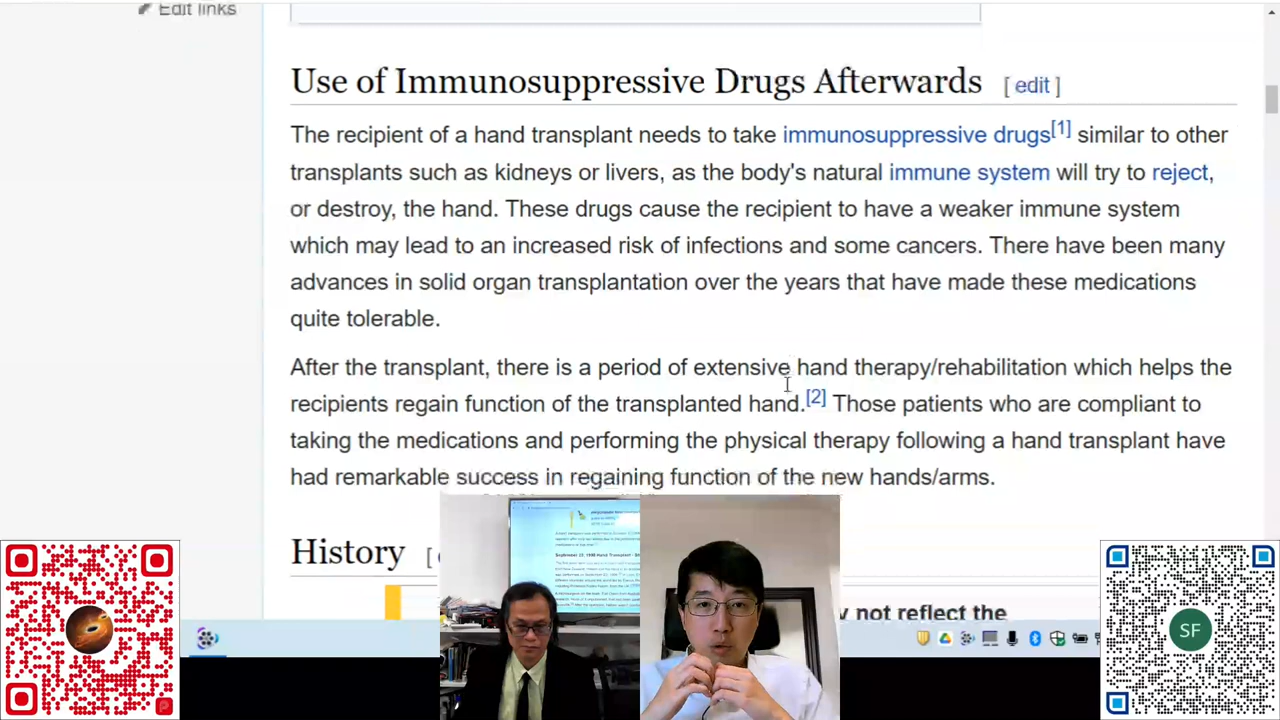 Edit links
Use of Immunosuppressive Drugs Afterwards [ edit ]
The recipient of a hand transplant needs to take immunosuppressive drugs[1] similar to other
transplants such as kidneys or livers, as the body's natural immune system will try to reject,
or destroy, the hand. These drugs cause the recipient to have a weaker immune system
which may lead to an increased risk of infections and some cancers. There have been many
advances in solid organ transplantation over the years that have made these medications
quite tolerable.
After the transplant, there is a period of extensive hand therapy/rehabilitation which helps the
recipients regain function of the transplanted hand.[2] Those patients who are compliant to
taking the medications and performing the physical therapy following a hand transplant have
had remarkable success in regaining function of the new hands/arms.
History [
not reflect the
SF